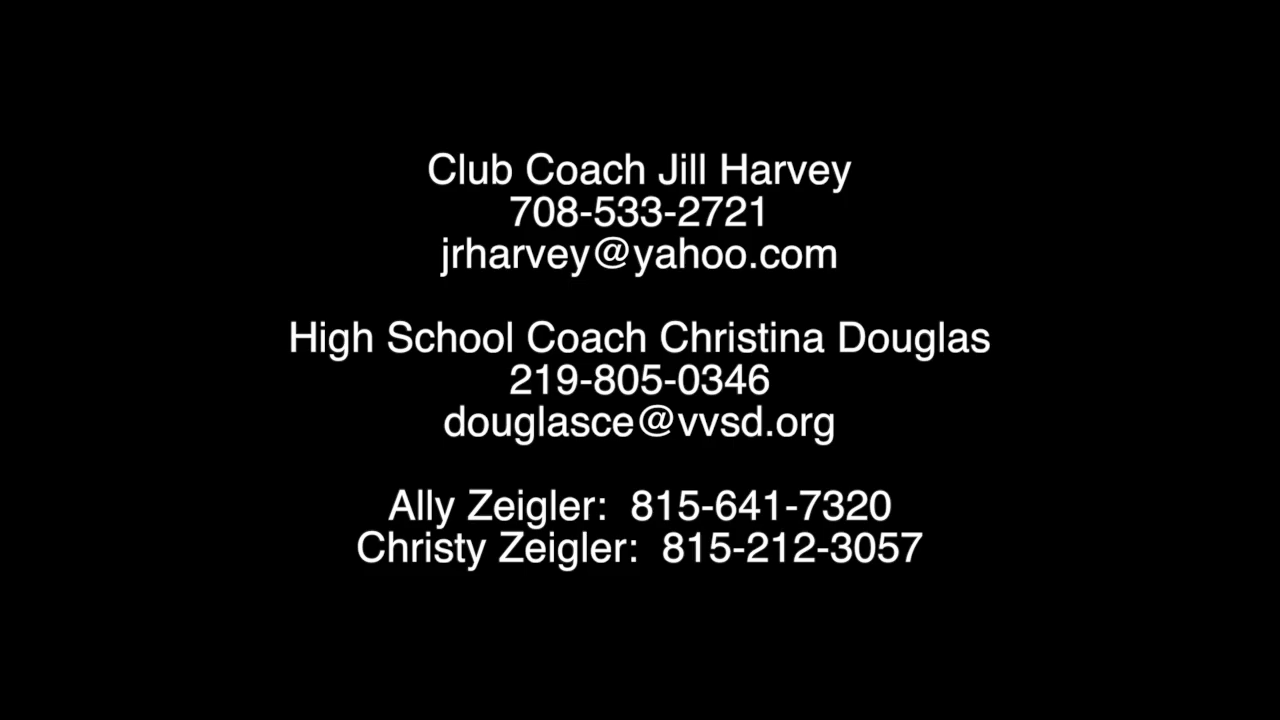 Club Coach Jill Harvey
708-533-2721
jrharvey@yahoo.com
High School Coach Christina Douglas
219-805-0346
douglasce@vvsd.org
Ally Zeigler: 815-641-7320
Christy Zeigler: 815-212-3057